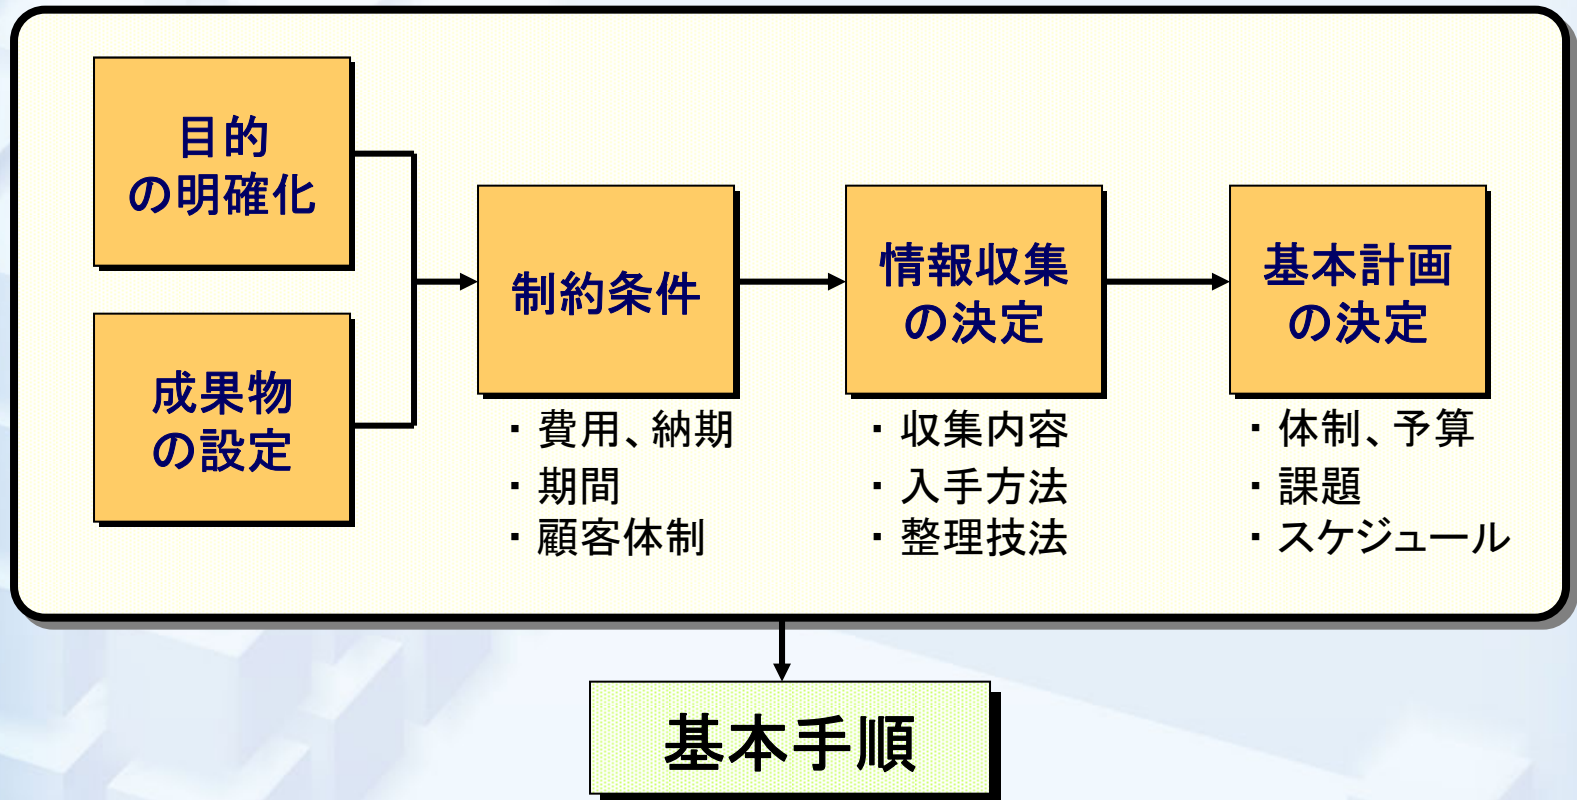 目的
の明確化
成果物
の設定
制約条件
・費用、納期
・期間
・顧客体制
情報収集
の決定
・収集内容
・入手方法
・整理技法
基本計画
の決定
・体制、予算
・課題
・スケジュール
基本手順